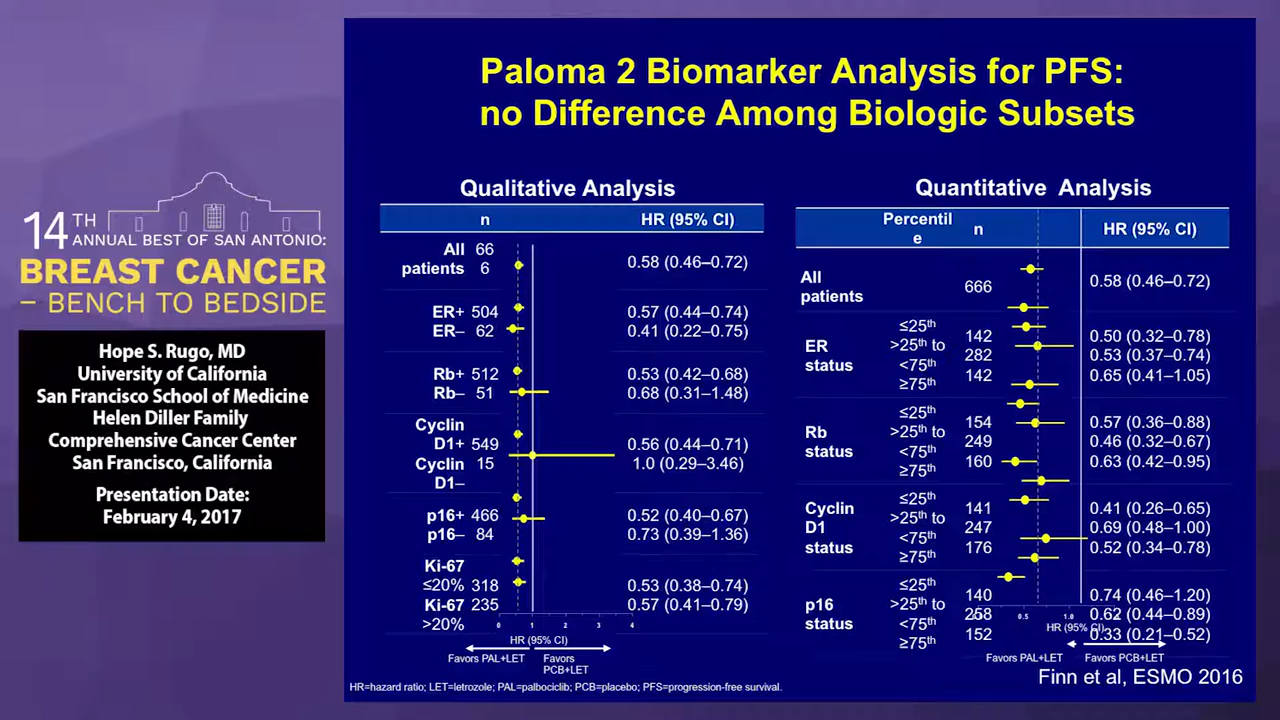 14TH
ANNUAL BEST OF SAN ANTONIO:
BREAST CANCER
– BENCH TO BEDSIDE
Hope S. Rugo, MD
University of California
San Francisco School of Medicine
Helen Diller Family
Comprehensive Cancer Center
San Francisco, California
Presentation Date:
February 4, 2017
Paloma 2 Biomarker Analysis for PFS:
no Difference Among Biologic Subsets
Qualitative Analysis
n HR (95% CI)
All patients 666 0.58 (0.46–0.72)
ER+ 504 0.57 (0.44–0.74)
ER– 62 0.41 (0.22–0.75)
Rb+ 512 0.53 (0.42–0.68)
Rb– 51 0.68 (0.31–1.48)
Cyclin D1+ 549 0.56 (0.44–0.71)
Cyclin D1– 15 1.0 (0.29–3.46)
p16+ 466 0.52 (0.40–0.67)
p16– 84 0.73 (0.39–1.36)
Ki-67 ≤20% 318 0.53 (0.38–0.74)
Ki-67 >20% 235 0.57 (0.41–0.79)
0 1 2 3 4
HR (95% CI)
Favors PAL+LET
Favors PCB+LET
Quantitative Analysis
Percentile n HR (95% CI)
All patients 666 0.58 (0.46–0.72)
ER status
≤25th 142 0.50 (0.32–0.78)
>25th to <75th 282 0.53 (0.37–0.74)
≥75th 142 0.65 (0.41–1.05)
Rb status
≤25th 154 0.57 (0.36–0.88)
>25th to <75th 249 0.46 (0.32–0.67)
≥75th 160 0.63 (0.42–0.95)
Cyclin D1 status
≤25th 141 0.41 (0.26–0.65)
>25th to <75th 247 0.69 (0.48–1.00)
≥75th 176 0.52 (0.34–0.78)
p16 status
≤25th 140 0.74 (0.46–1.20)
>25th to <75th 258 0.62 (0.44–0.89)
≥75th 152 0.33 (0.21–0.52)
0.5 1.0
HR (95% CI)
Favors PAL+LET Favors PCB+LET
HR=hazard ratio; LET=letrozole; PAL=palbociclib; PCB=placebo; PFS=progression-free survival.
Finn et al, ESMO 2016